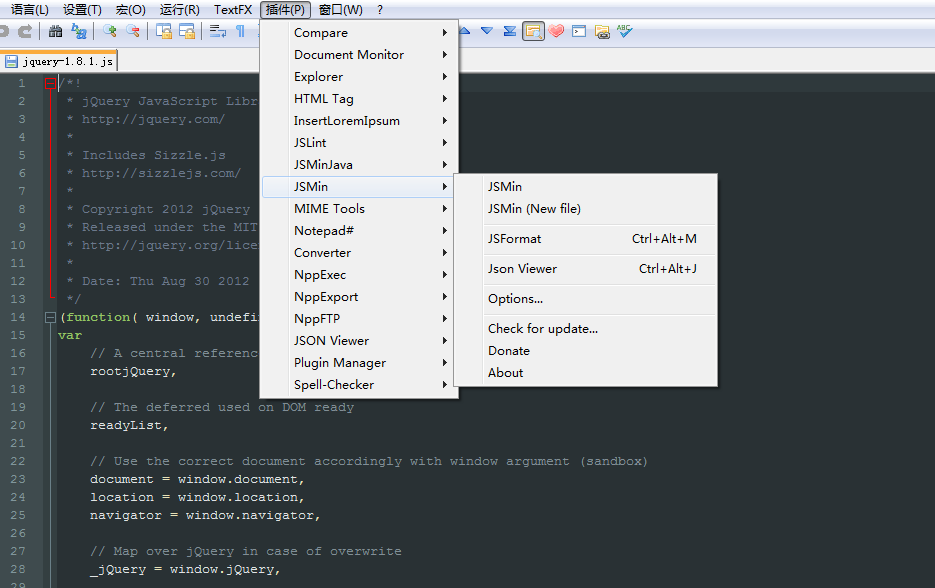 语言(L) 设置(T) 宏(O) 运行(R) TextFX 插件(P) 窗口(W) ?
jquery-1.8.1.js
Compare
Document Monitor
Explorer
HTML Tag
InsertLoremIpsum
JSLint
JSMinJava
JSMin
MIME Tools
Notepad#
Converter
NppExec
NppExport
NppFTP
JSON Viewer
Plugin Manager
Spell-Checker
JSMin
JSMin (New file)
JSFormat Ctrl+Alt+M
Json Viewer Ctrl+Alt+J
Options...
Check for update...
Donate
About
1 /*!
2 * jQuery JavaScript Libr
3 * http://jquery.com/
4 *
5 * Includes Sizzle.js
6 * http://sizzlejs.com/
7 *
8 * Copyright 2012 jQuery
9 * Released under the MIT
10 * http://jquery.org/lice
11 *
12 * Date: Thu Aug 30 2012
13 */
14 (function( window, undefi
15 var
16 // A central referenc
17 rootjQuery,
18
19 // The deferred used on DOM ready
20 readyList,
21
22 // Use the correct document accordingly with window argument (sandbox)
23 document = window.document,
24 location = window.location,
25 navigator = window.navigator,
26
27 // Map over jQuery in case of overwrite
28 _jQuery = window.jQuery,
29